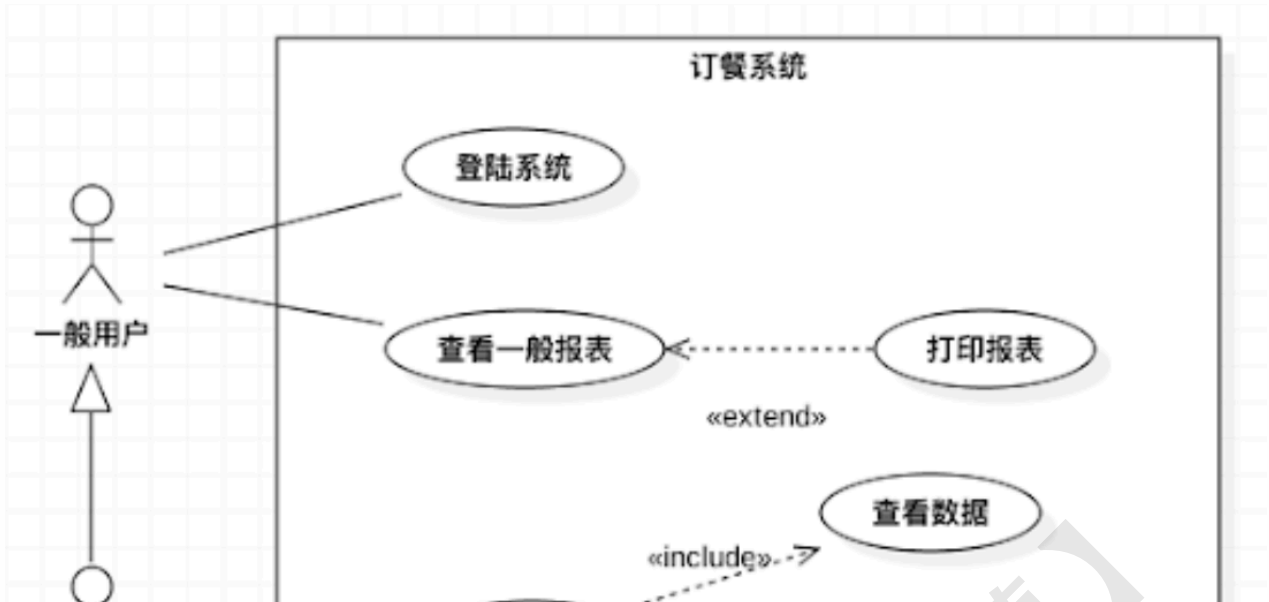 订餐系统
登陆系统
一般用户
查看一般报表
打印报表
«extend»
查看数据
«include»